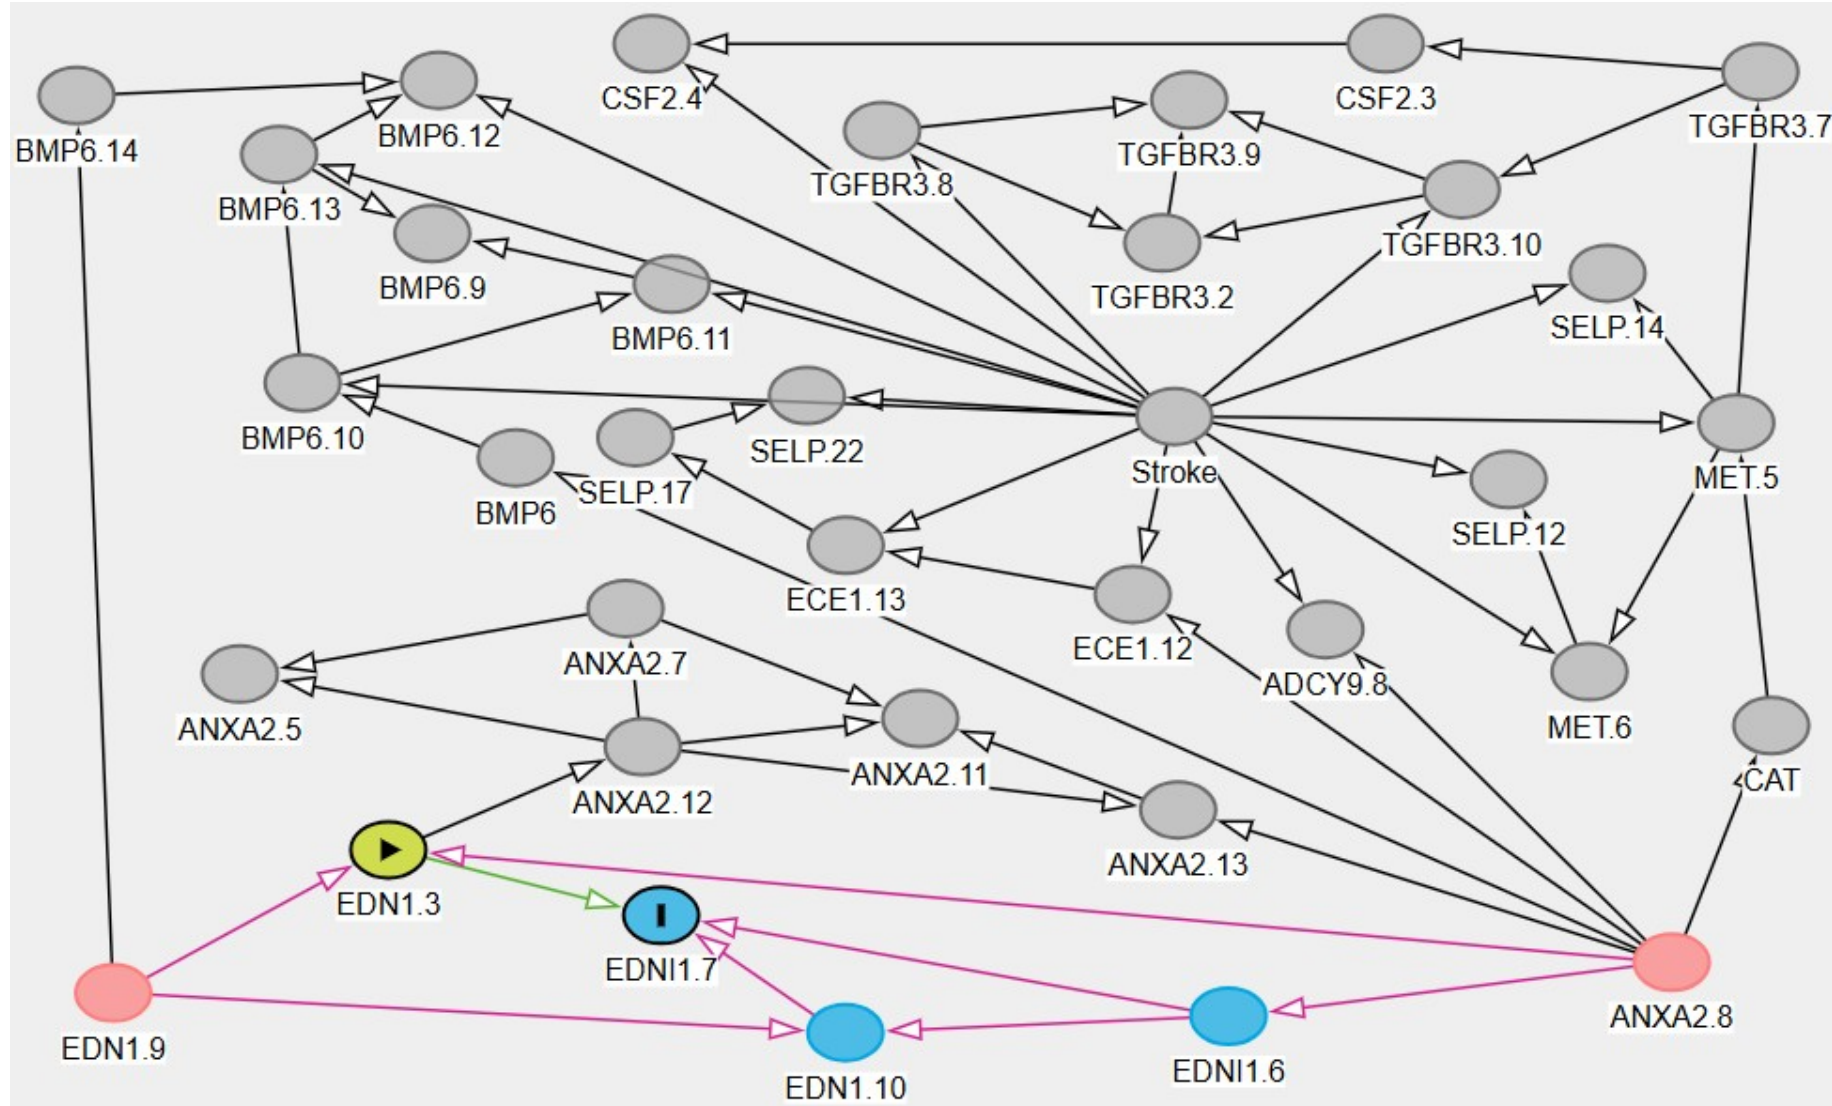 CSF2.4
CSF2.3
TGFBR3.7
BMP6.14
BMP6.12
TGFBR3.9
TGFBR3.8
BMP6.13
TGFBR3.10
BMP6.9
TGFBR3.2
SELP.14
BMP6.11
BMP6.10
SELP.22
Stroke
MET.5
SELP.17
BMP6
SELP.12
ECE1.13
ECE1.12
ANXA2.7
ADCY9.8
ANXA2.5
MET.6
ANXA2.11
CAT
ANXA2.12
ANXA2.13
EDN1.3
EDNI1.7
ANXA2.8
EDN1.9
EDNI1.6
EDN1.10